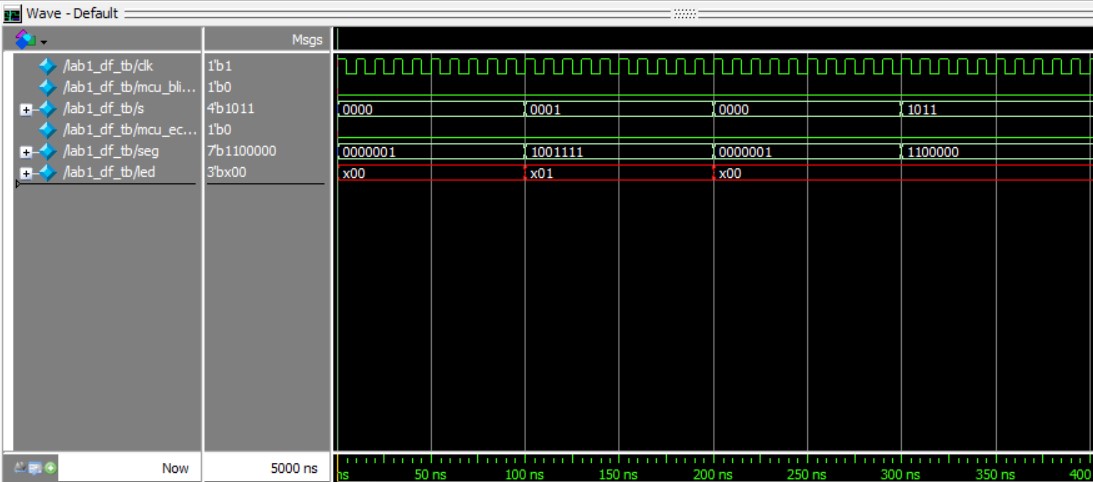 Wave - Default
Msgs
/lab1_df_tb/clk 1'b1
/lab1_df_tb/mcu_bli... 1'b0
/lab1_df_tb/s 4'b1011 0000 0001 0000 1011
/lab1_df_tb/mcu_ec... 1'b0
/lab1_df_tb/seg 7'b1100000 0000001 1001111 0000001 1100000
/lab1_df_tb/led 3'bx00 x00 x01 x00
Now 5000 ns ns 50 ns 100 ns 150 ns 200 ns 250 ns 300 ns 350 ns 400